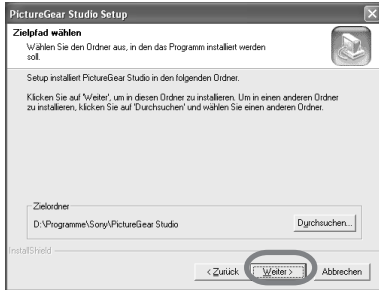 PictureGear Studio Setup
Zielpfad wählen
Wählen Sie den Ordner aus, in den das Programm installiert werden
soll.
Setup installiert PictureGear Studio in den folgenden Ordner.
Klicken Sie auf 'Weiter', um in diesen Ordner zu installieren. Um in einen anderen Ordner
zu installieren, klicken Sie auf 'Durchsuchen' und wählen Sie einen anderen Ordner.
Zielordner
D:\Programme\Sony\PictureGear Studio
Durchsuchen...
InstallShield
< Zurück Weiter > Abbrechen